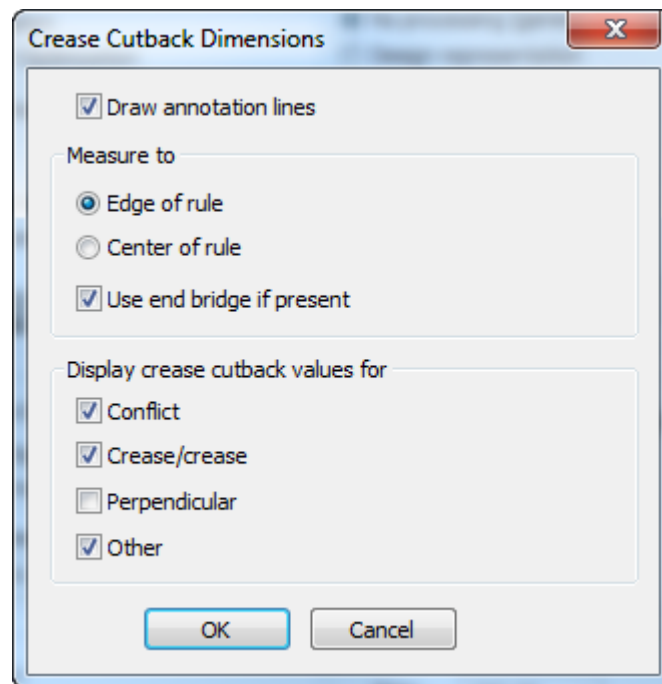 Crease Cutback Dimensions
Draw annotation lines
Measure to
Edge of rule
Center of rule
Use end bridge if present
Display crease cutback values for
Conflict
Crease/crease
Perpendicular
Other
OK Cancel